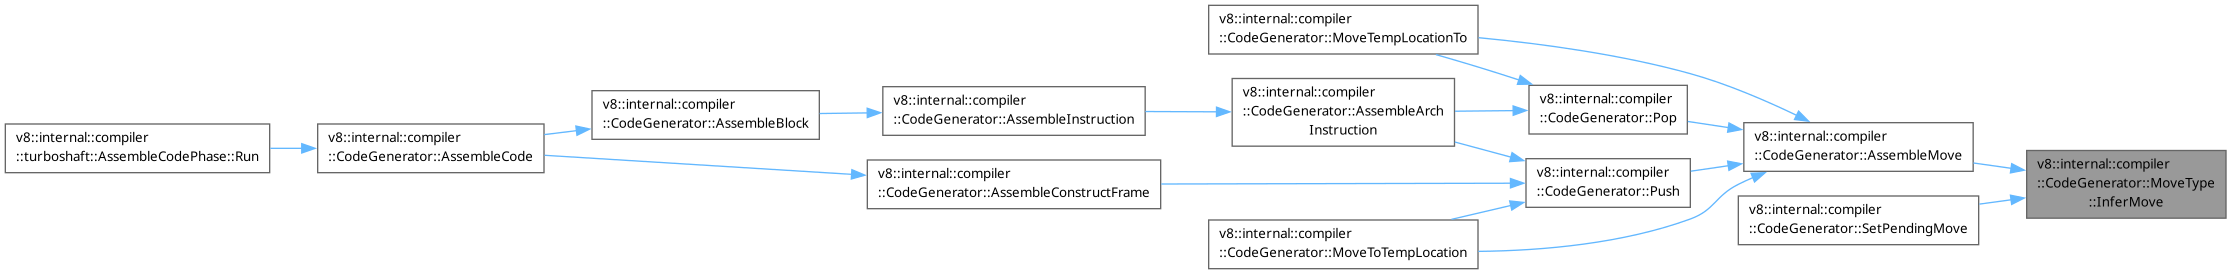 v8::internal::compiler
::turboshaft::AssembleCodePhase::Run
v8::internal::compiler
::CodeGenerator::AssembleCode
v8::internal::compiler
::CodeGenerator::AssembleBlock
v8::internal::compiler
::CodeGenerator::AssembleInstruction
v8::internal::compiler
::CodeGenerator::AssembleConstructFrame
v8::internal::compiler
::CodeGenerator::MoveTempLocationTo
v8::internal::compiler
::CodeGenerator::AssembleArch
Instruction
v8::internal::compiler
::CodeGenerator::MoveToTempLocation
v8::internal::compiler
::CodeGenerator::Pop
v8::internal::compiler
::CodeGenerator::Push
v8::internal::compiler
::CodeGenerator::AssembleMove
v8::internal::compiler
::CodeGenerator::SetPendingMove
v8::internal::compiler
::CodeGenerator::MoveType
::InferMove